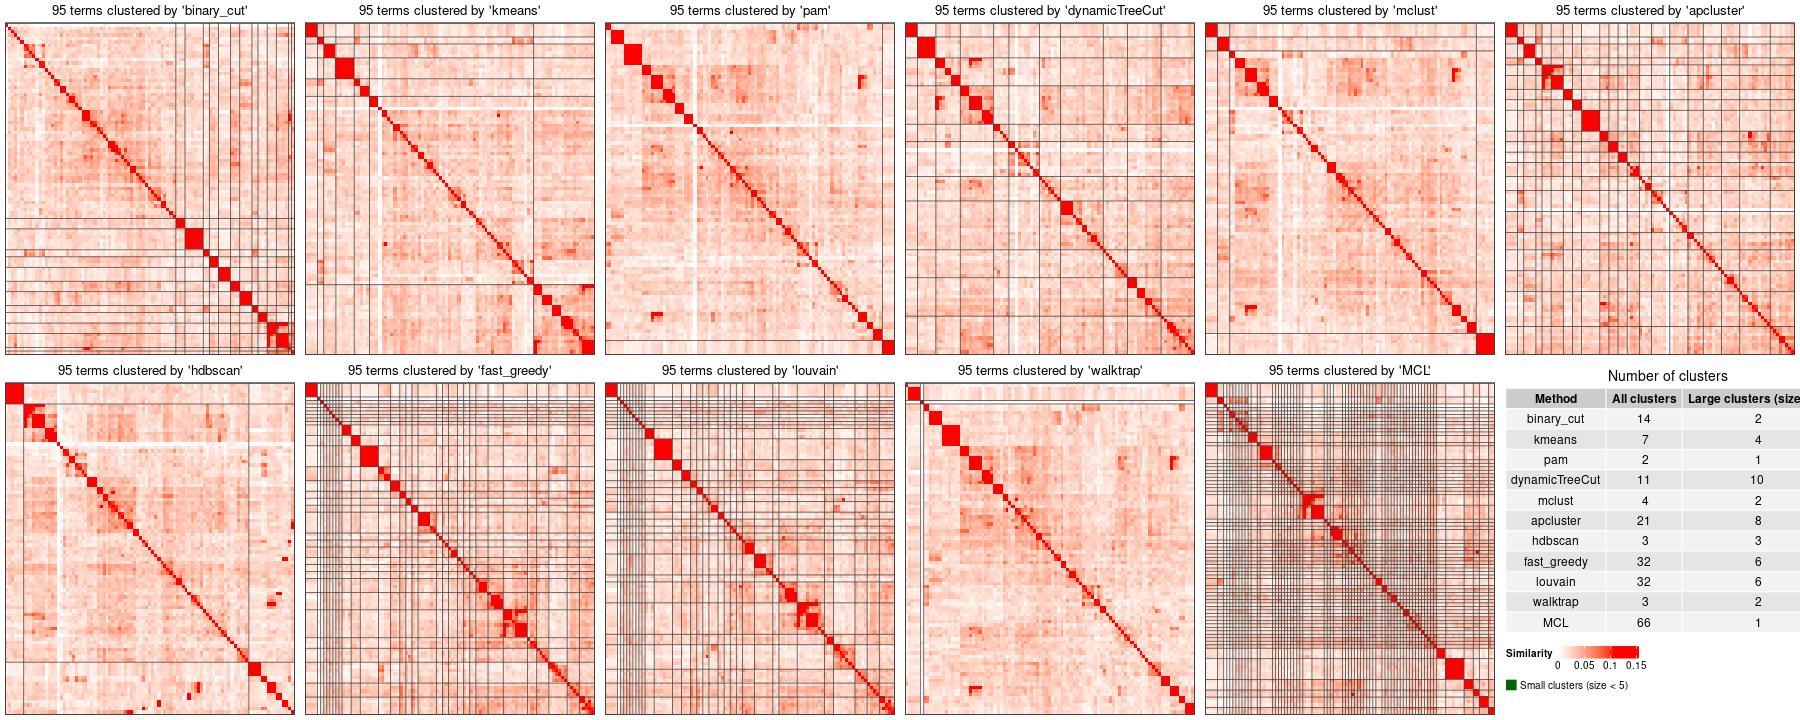 95 terms clustered by 'binary_cut'
95 terms clustered by 'kmeans'
95 terms clustered by 'pam'
95 terms clustered by 'dynamicTreeCut'
95 terms clustered by 'mclust'
95 terms clustered by 'apcluster'
95 terms clustered by 'hdbscan'
95 terms clustered by 'fast_greedy'
95 terms clustered by 'louvain'
95 terms clustered by 'walktrap'
95 terms clustered by 'MCL'
Number of clusters
Method All clusters Large clusters (size
binary_cut 14 2
kmeans 7 4
pam 2 1
dynamicTreeCut 11 10
mclust 4 2
apcluster 21 8
hdbscan 3 3
fast_greedy 32 6
louvain 32 6
walktrap 3 2
MCL 66 1
Similarity
0 0.05 0.1 0.15
Small clusters (size < 5)